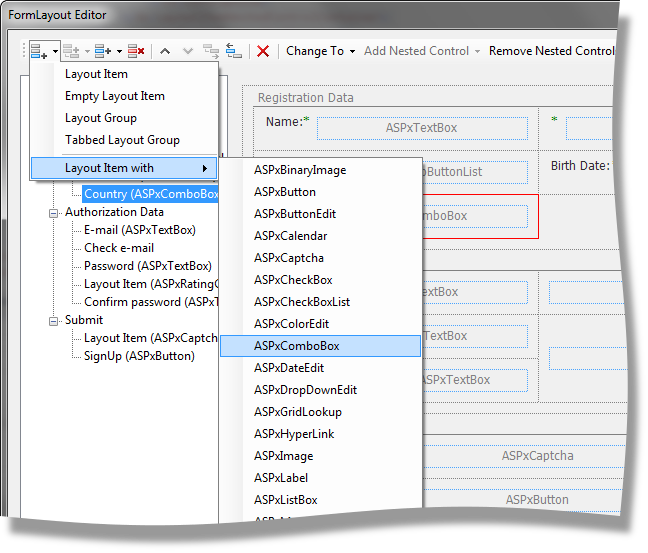 FormLayout Editor
Change To
Add Nested Control
Remove Nested Control
Layout Item
Empty Layout Item
Layout Group
Tabbed Layout Group
Layout Item with
Country (ASPxComboBox
Authorization Data
E-mail (ASPxTextBox)
Check e-mail
Password (ASPxTextBox)
Layout Item (ASPxRatingC
Confirm password (ASPxT
Submit
Layout Item (ASPxCaptch
SignUp (ASPxButton)
ASPxBinaryImage
ASPxButton
ASPxButtonEdit
ASPxCalendar
ASPxCaptcha
ASPxCheckBox
ASPxCheckBoxList
ASPxColorEdit
ASPxComboBox
ASPxDateEdit
ASPxDropDownEdit
ASPxGridLookup
ASPxHyperLink
ASPxImage
ASPxLabel
ASPxListBox
Registration Data
Name:*
ASPxTextBox
*
oButtonList
Birth Date:
omboBox
extBox
TextBox
ASPxTextBox
ASPxCaptcha
ASPxButton